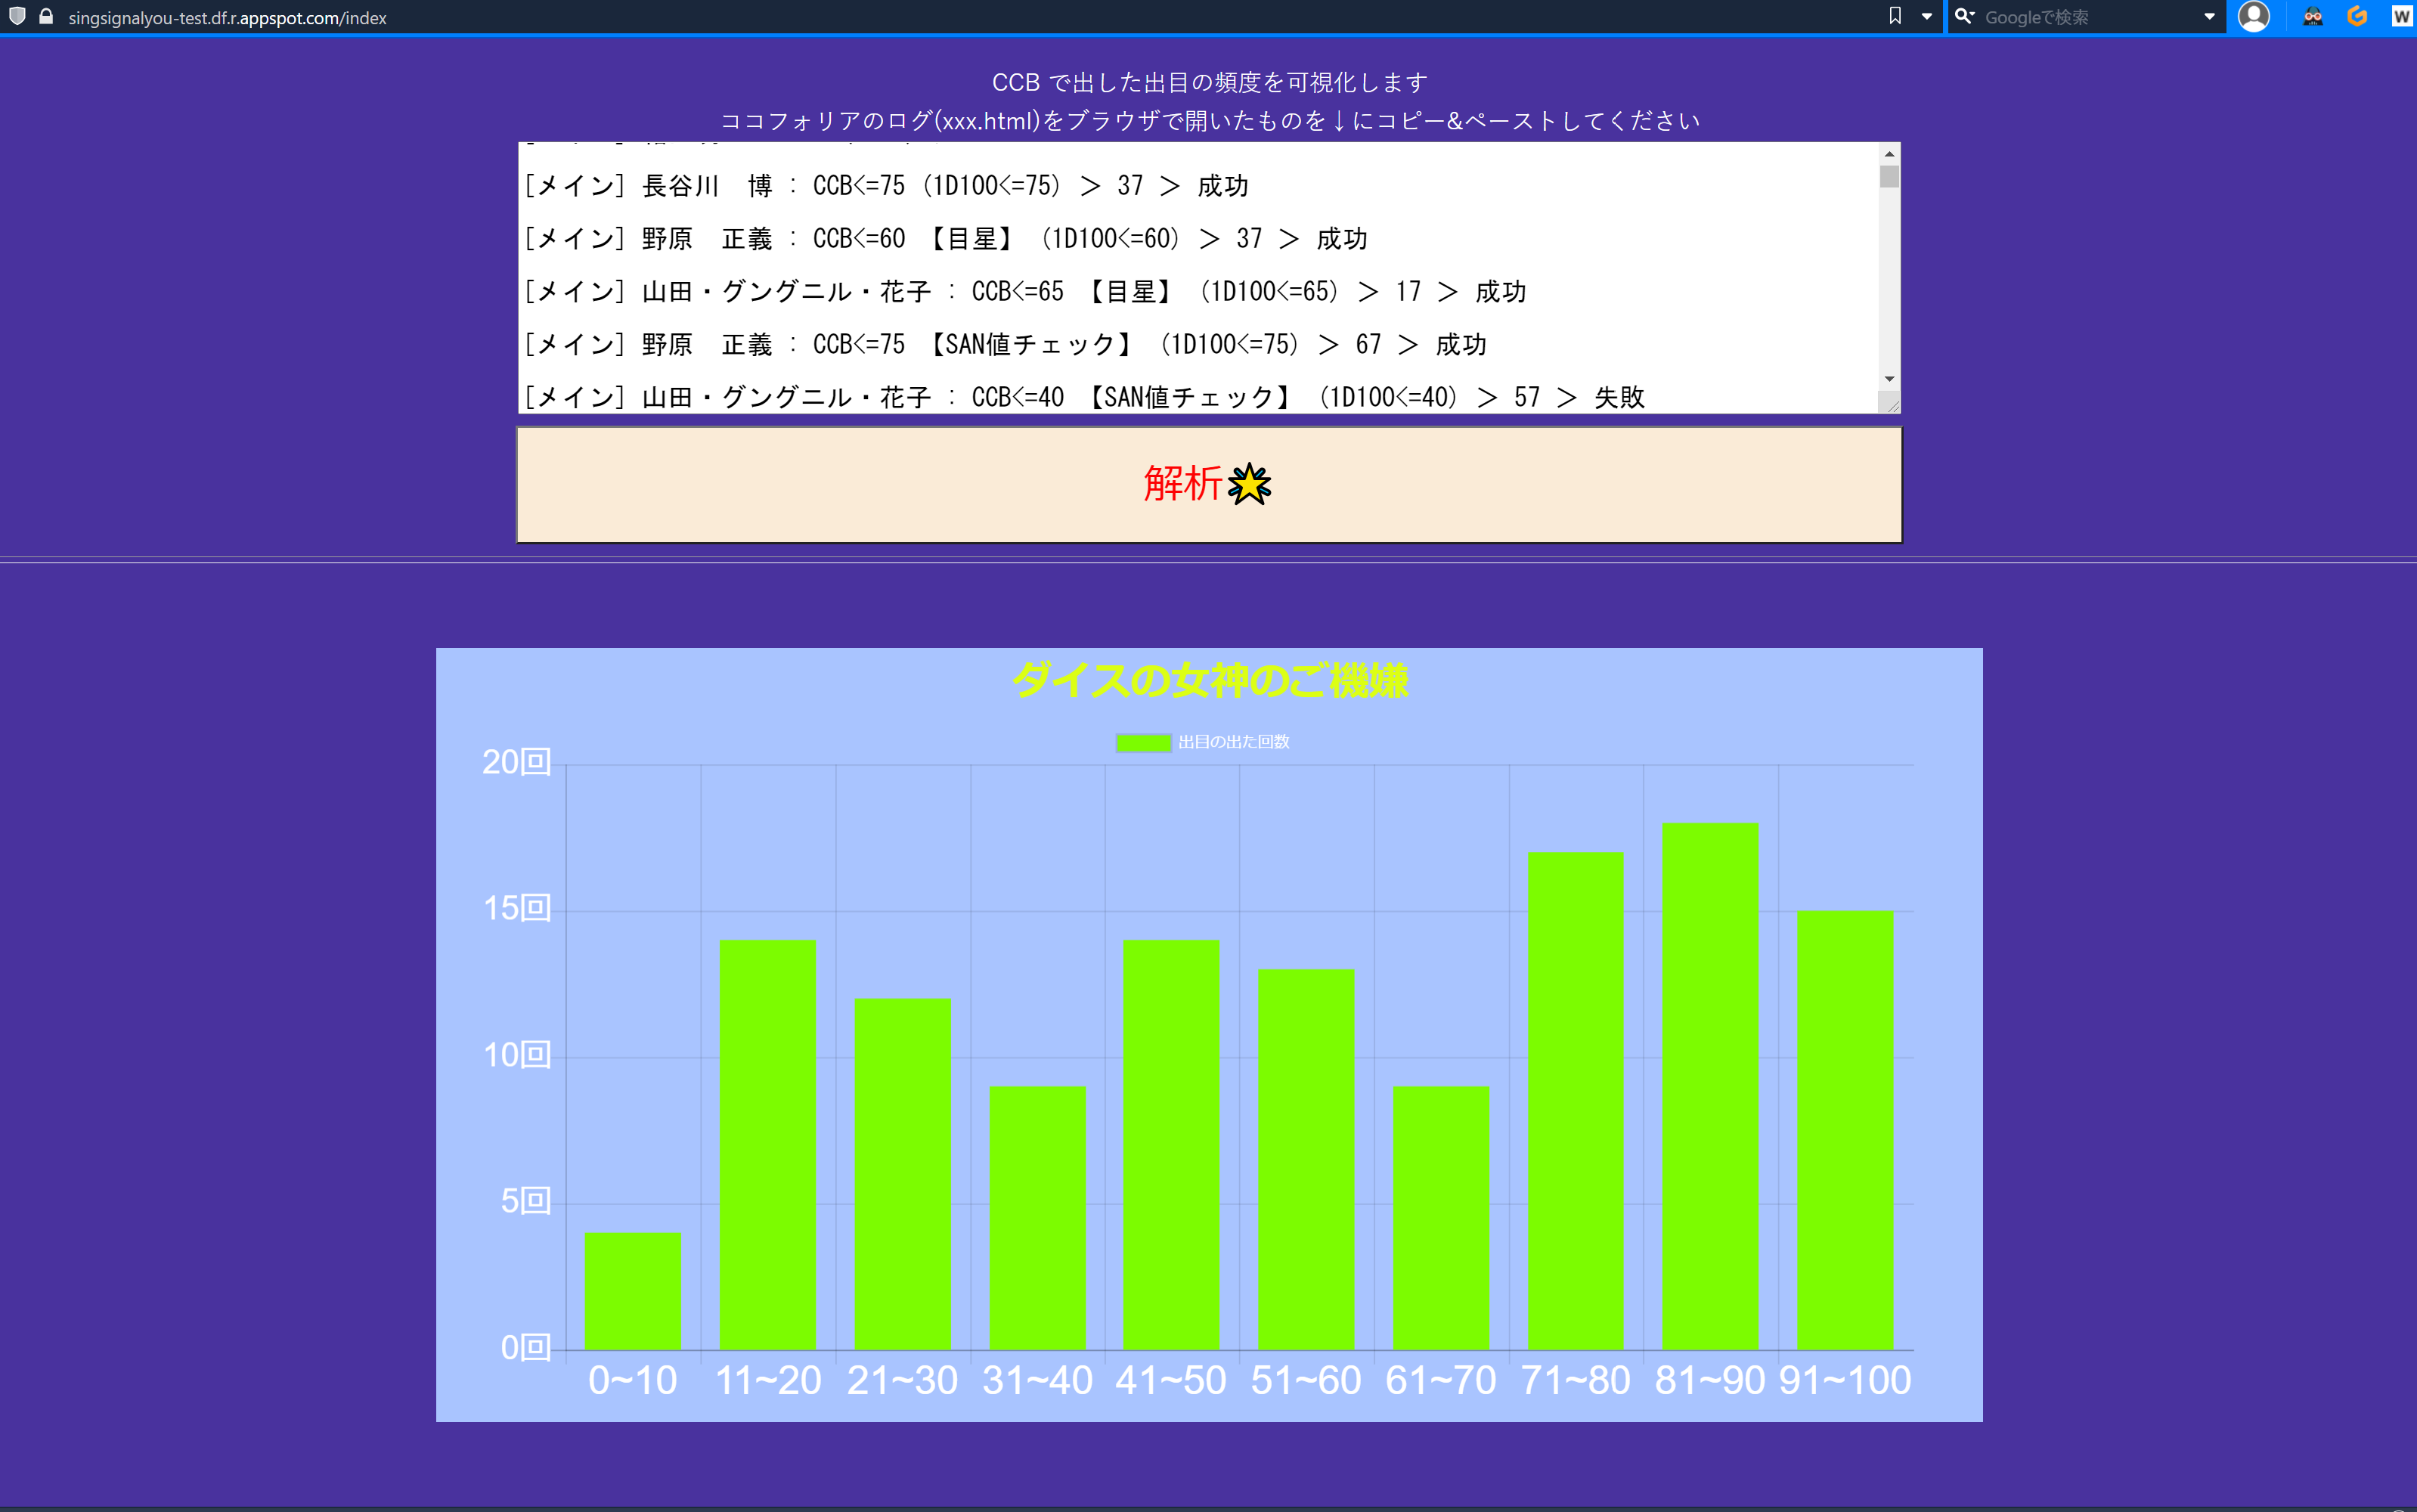 singsignalyou-test.df.r.appspot.com/index
Googleで検索
W
CCB で出した出目の頻度を可視化します
ココフォリアのログ(xxx.html)をブラウザで開いたものを↓にコピー&ペーストしてください
[メイン] 長谷川　博 : CCB<=75 (1D100<=75) ＞ 37 ＞ 成功
[メイン] 野原　正義 : CCB<=60 【目星】 (1D100<=60) ＞ 37 ＞ 成功
[メイン] 山田・グングニル・花子 : CCB<=65 【目星】 (1D100<=65) ＞ 17 ＞ 成功
[メイン] 野原　正義 : CCB<=75 【SAN値チェック】 (1D100<=75) ＞ 67 ＞ 成功
[メイン] 山田・グングニル・花子 : CCB<=40 【SAN値チェック】 (1D100<=40) ＞ 57 ＞ 失敗
解析
ダイスの女神のご機嫌
出目の出た回数
20回
15回
10回
5回
0回
0~10 11~20 21~30 31~40 41~50 51~60 61~70 71~80 81~90 91~100